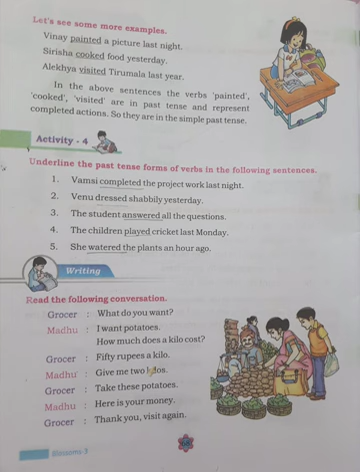 Let's see some more examples.
Vinay painted a picture last night.
Sirisha cooked food yesterday.
Alekhya visited Tirumala last year.
In the above sentences the verbs 'painted',
'cooked', 'visited' are in past tense and represent
completed actions. So they are in the simple past tense.
Activity - 4
Underline the past tense forms of verbs in the following sentences.
1. Vamsi completed the project work last night.
2. Venu dressed shabbily yesterday.
3. The student answered all the questions.
4. The children played cricket last Monday.
5. She watered the plants an hour ago.
Writing
Read the following conversation.
Grocer : What do you want?
Madhu : I want potatoes.
How much does a kilo cost?
Grocer : Fifty rupees a kilo.
Madhu : Give me two kilos.
Grocer : Take these potatoes.
Madhu : Here is your money.
Grocer : Thank you, visit again.
Blossoms-3